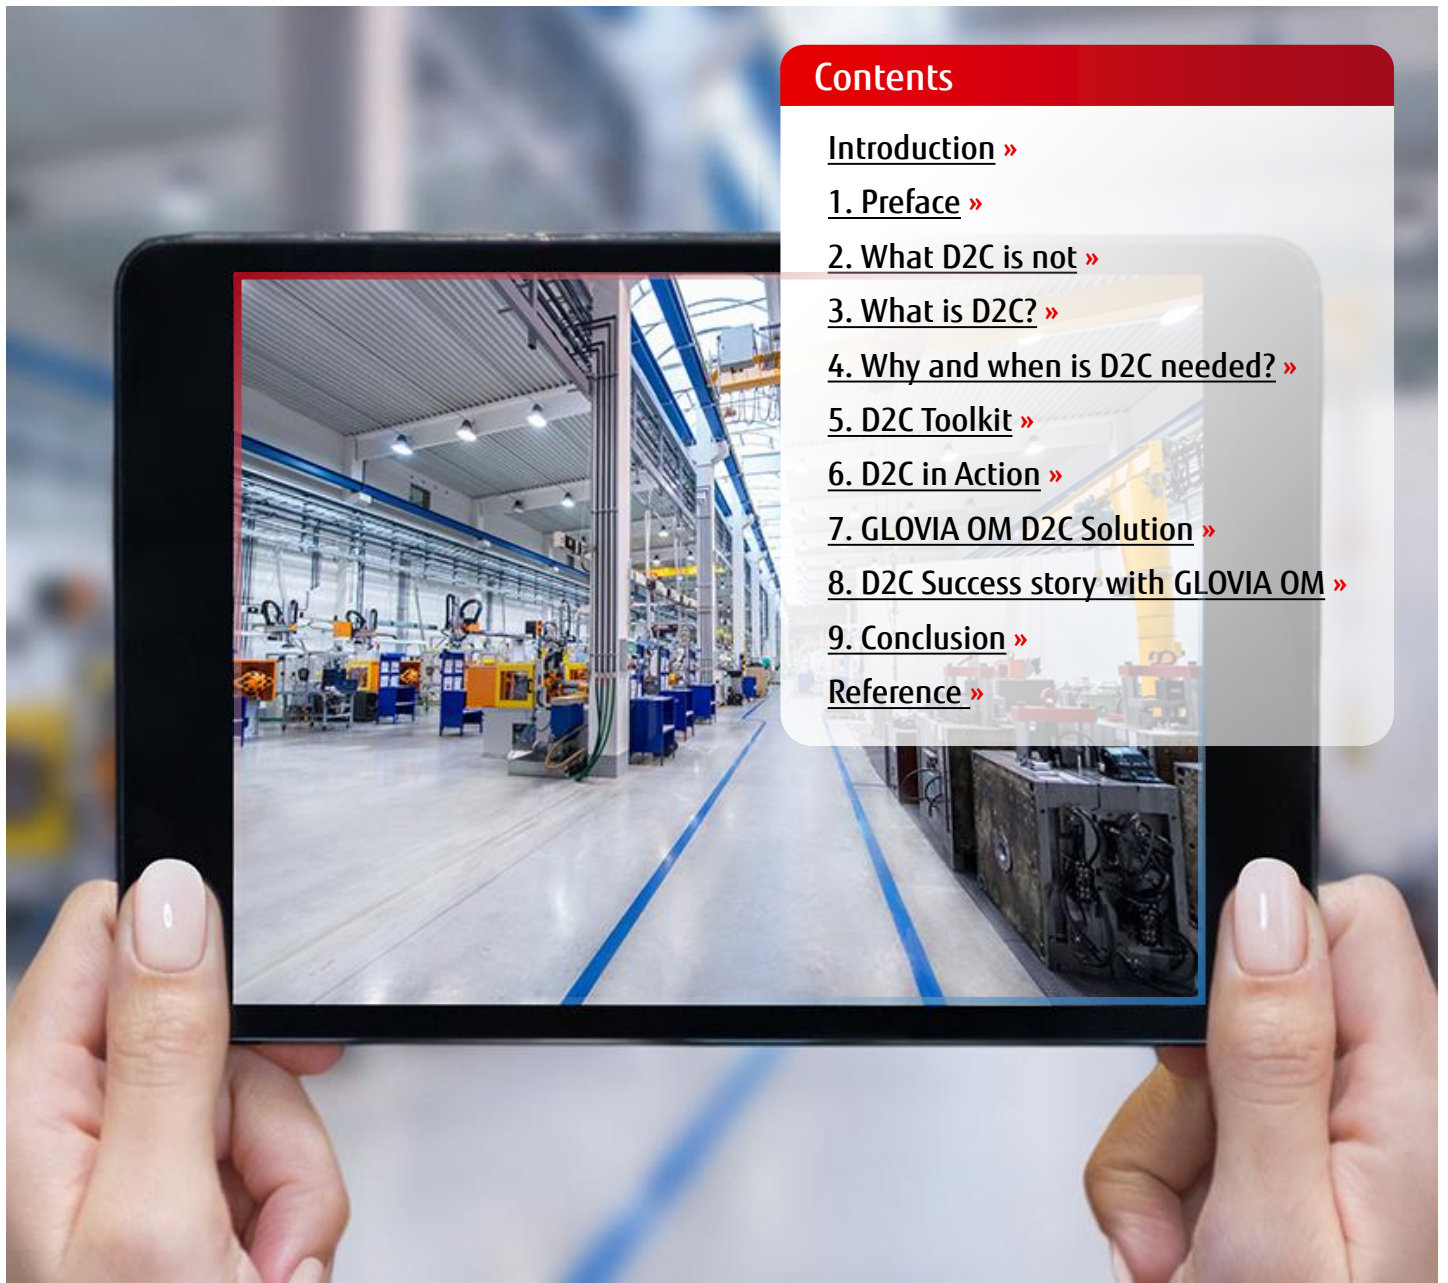 Contents
Introduction »
1. Preface »
2. What D2C is not »
3. What is D2C? »
4. Why and when is D2C needed? »
5. D2C Toolkit »
6. D2C in Action »
7. GLOVIA OM D2C Solution »
8. D2C Success story with GLOVIA OM »
9. Conclusion »
Reference »